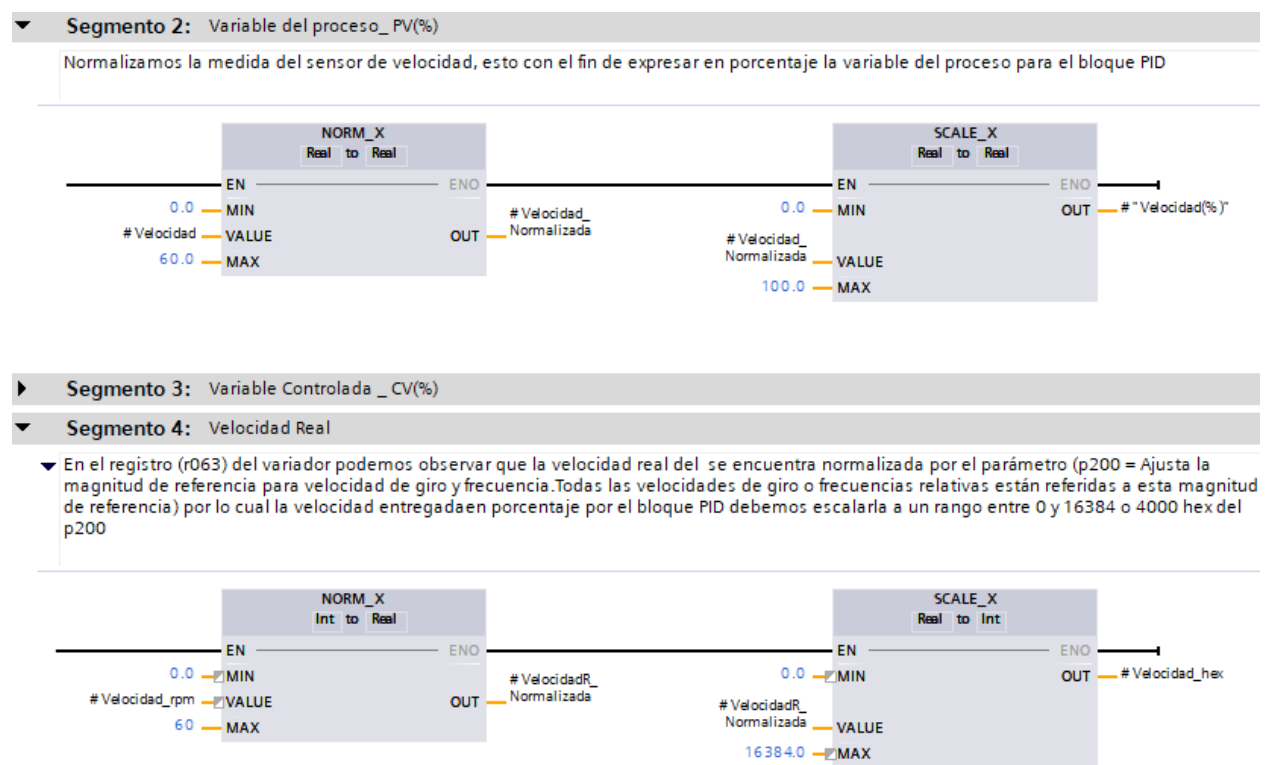 Segmento 2: Variable del proceso_ PV(%)
Normalizamos la medida del sensor de velocidad, esto con el fin de expresar en porcentaje la variable del proceso para el bloque PID
NORM_X
Real to Real
EN
ENO
0.0
MIN
#Velocidad
VALUE
60.0
MAX
OUT
#Velocidad_
Normalizada
SCALE_X
Real to Real
EN
ENO
0.0
MIN
OUT
#"Velocidad(%)"
#Velocidad_
Normalizada
VALUE
100.0
MAX
Segmento 3: Variable Controlada _ CV(%)
Segmento 4: Velocidad Real
En el registro (r063) del variador podemos observar que la velocidad real del se encuentra normalizada por el parámetro (p200 = Ajusta la
magnitud de referencia para velocidad de giro y frecuencia.Todas las velocidades de giro o frecuencias relativas están referidas a esta magnitud
de referencia) por lo cual la velocidad entregadaen porcentaje por el bloque PID debemos escalarla a un rango entre 0 y 16384 o 4000 hex del
p200
NORM_X
Int to Real
EN
ENO
0.0
MIN
#Velocidad_rpm
VALUE
60
MAX
OUT
#VelocidadR_
Normalizada
SCALE_X
Real to Int
EN
ENO
0.0
MIN
OUT
#Velocidad_hex
#VelocidadR_
Normalizada
VALUE
16384.0
MAX